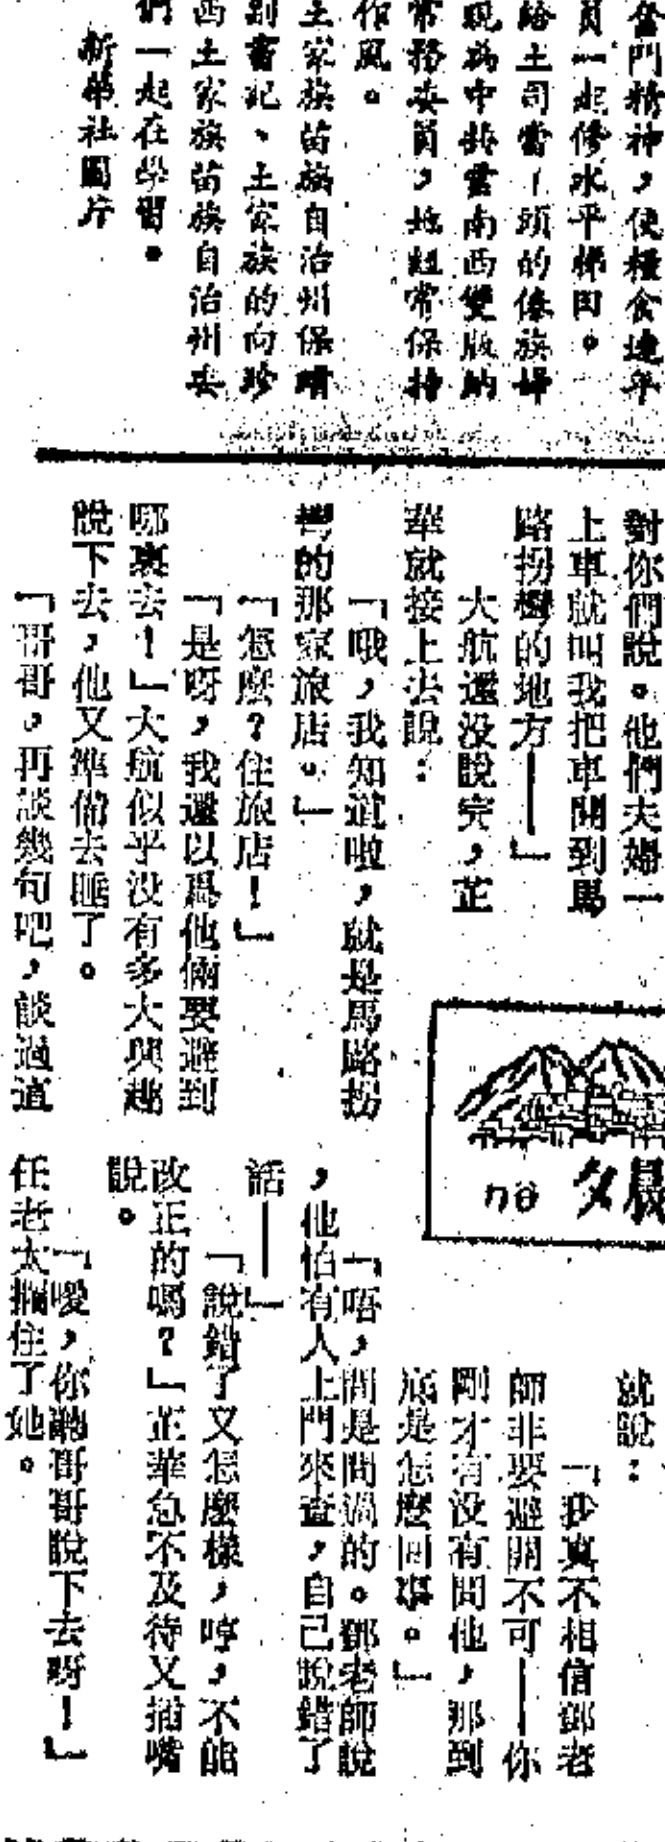 奮鬥精神，使糧食連年
員一起修水平梯田。
給土司當丫頭的傣族婦
現為中共雲南西雙版納
常務委員，她經常保持
作風。
土家族苗族自治州保靖
副書記、土家族的向珍
西土家族苗族自治州委
們一起在學習。
新華社圖片
對你們說。他們夫婦一
上車就叫我把車開到馬
路拐彎的地方——」
大航還没說完，芷
華就接上去說：
「哦，我知道啦，就是馬路拐
彎的那家旅店。」
「怎麽？住旅店！」
「是呀，我還以爲他倆要避到
哪裏去！」大航似乎没有多大興趣
說下去，他又準備去睡了。
「哥哥，再談幾句吧，談過這
夕晨
就說：
「我真不相信鄧老
師非要避開不可——你
剛才有没有問他，那到
底是怎麽回事。」
「唔，問是問過的。鄧老師說
，他怕有人上門來查，自己說錯了
話——」
「說錯了又怎麽樣，哼，不能
改正的嗎？」芷華急不及待又插嘴
說。
「噯，你聽哥哥說下去呀！」
任老太攔住了她。